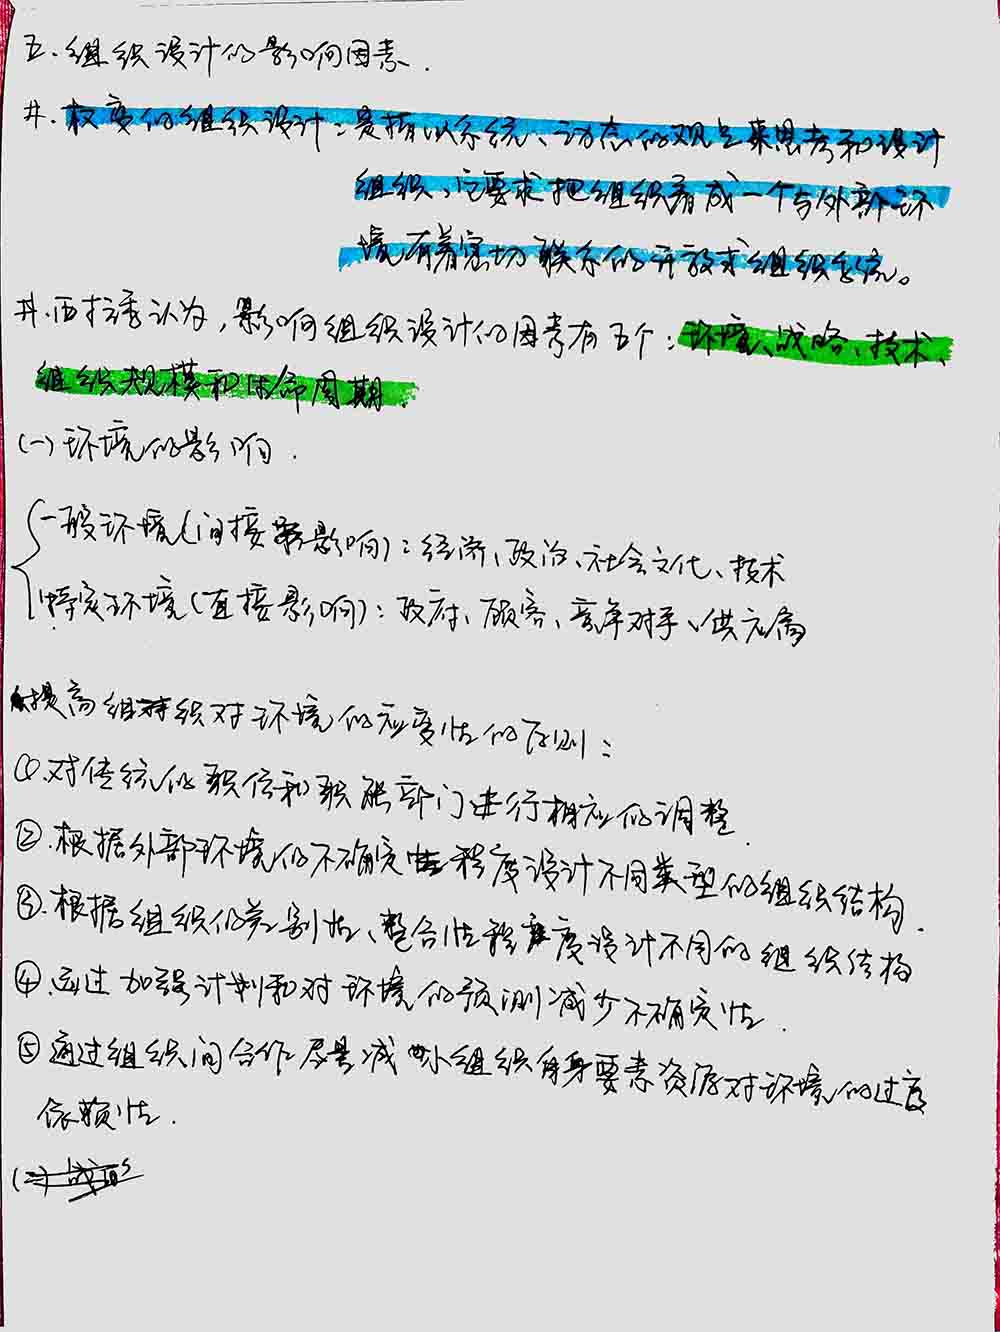 五.组织设计的影响因素.
#.权变的组织设计:是指以系统、动态的观点来思考和设计
组织,它要求把组织看成一个与外部环
境有着密切联系的开放式组织系统。
#.西拉季认为,影响组织设计的因素有五个:环境、战略、技术、
组织规模和生命周期.
(一)环境的影响.
一般环境(间接影响):经济、政治、社会文化、技术
特定环境(直接影响):政府、顾客、竞争对手、供应商
提高组织对环境的应变性的原则:
①.对传统的职位和职能部门进行相应的调整.
②.根据外部环境的不确定性程度设计不同类型的组织结构.
③.根据组织的差别性、整合性程度设计不同的组织结构
④.通过加强计划和对环境的预测减少不确定性.
⑤通过组织间合作尽量减小组织自身要素资源对环境的过度
依赖性.